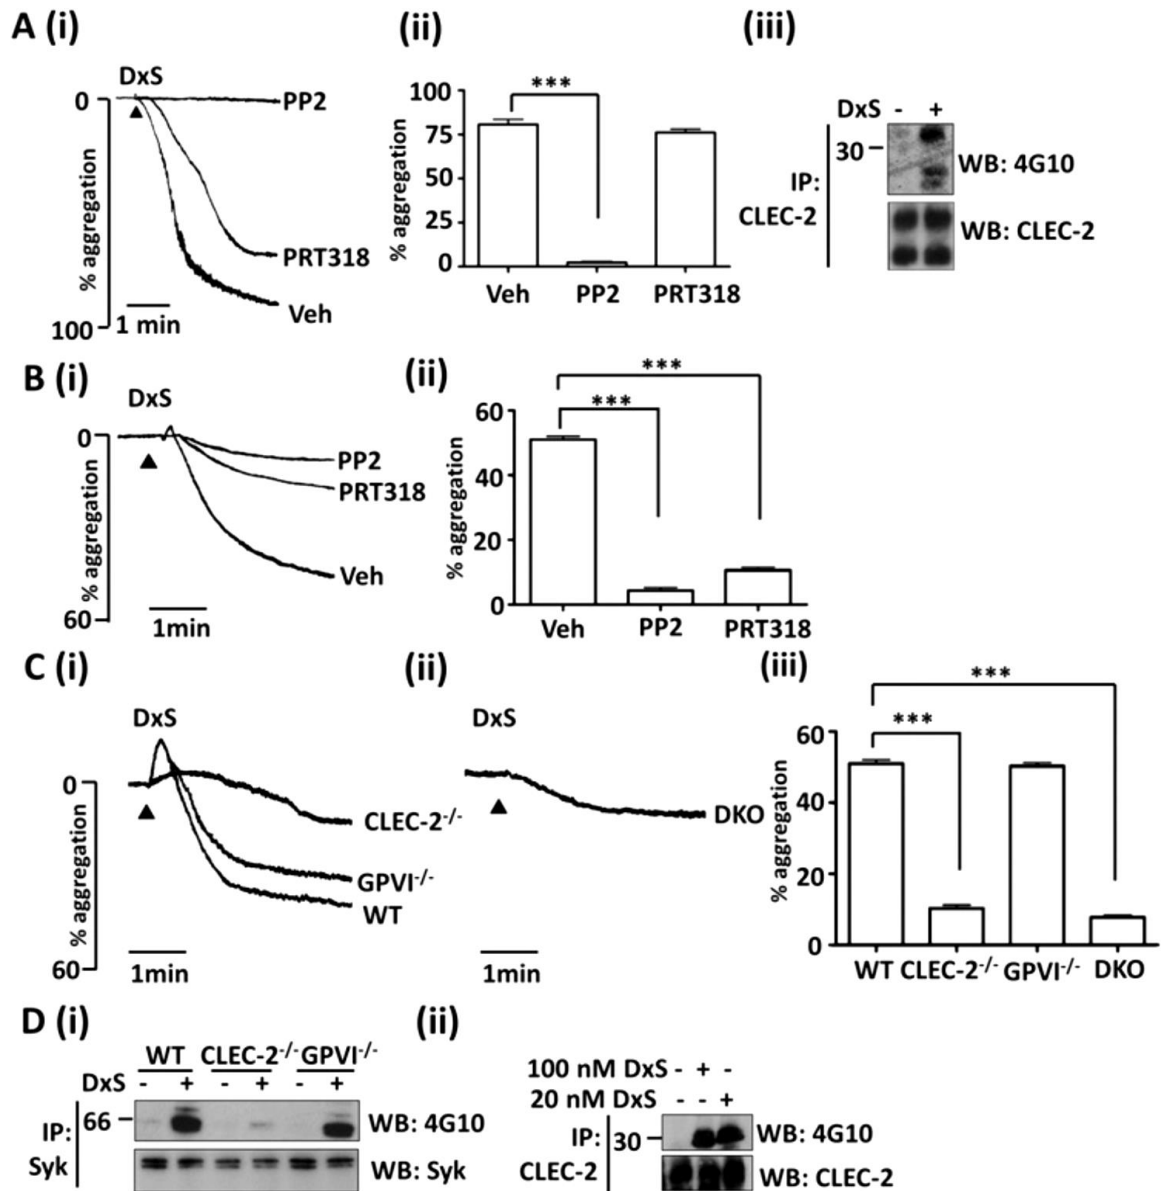 A (i)
(ii)
(iii)
DxS
0
PP2
PRT318
Veh
% aggregation
100
1 min
***
100
75
50
25
0
% aggregation
Veh PP2 PRT318
DxS - +
30
IP:
CLEC-2
WB: 4G10
WB: CLEC-2
B (i)
(ii)
DxS
0
PP2
PRT318
Veh
% aggregation
60
1min
***
***
60
40
20
0
% aggregation
Veh PP2 PRT318
C (i)
(ii)
(iii)
DxS
0
CLEC-2-/-
GPVI-/-
WT
% aggregation
60
1min
DxS
DKO
1min
***
***
60
40
20
0
% aggregation
WT CLEC-2-/- GPVI-/- DKO
D (i)
(ii)
WT CLEC-2-/- GPVI-/-
DxS - + - + - +
66
IP:
Syk
WB: 4G10
WB: Syk
100 nM DxS - + -
20 nM DxS - - +
IP:
CLEC-2
30
WB: 4G10
WB: CLEC-2